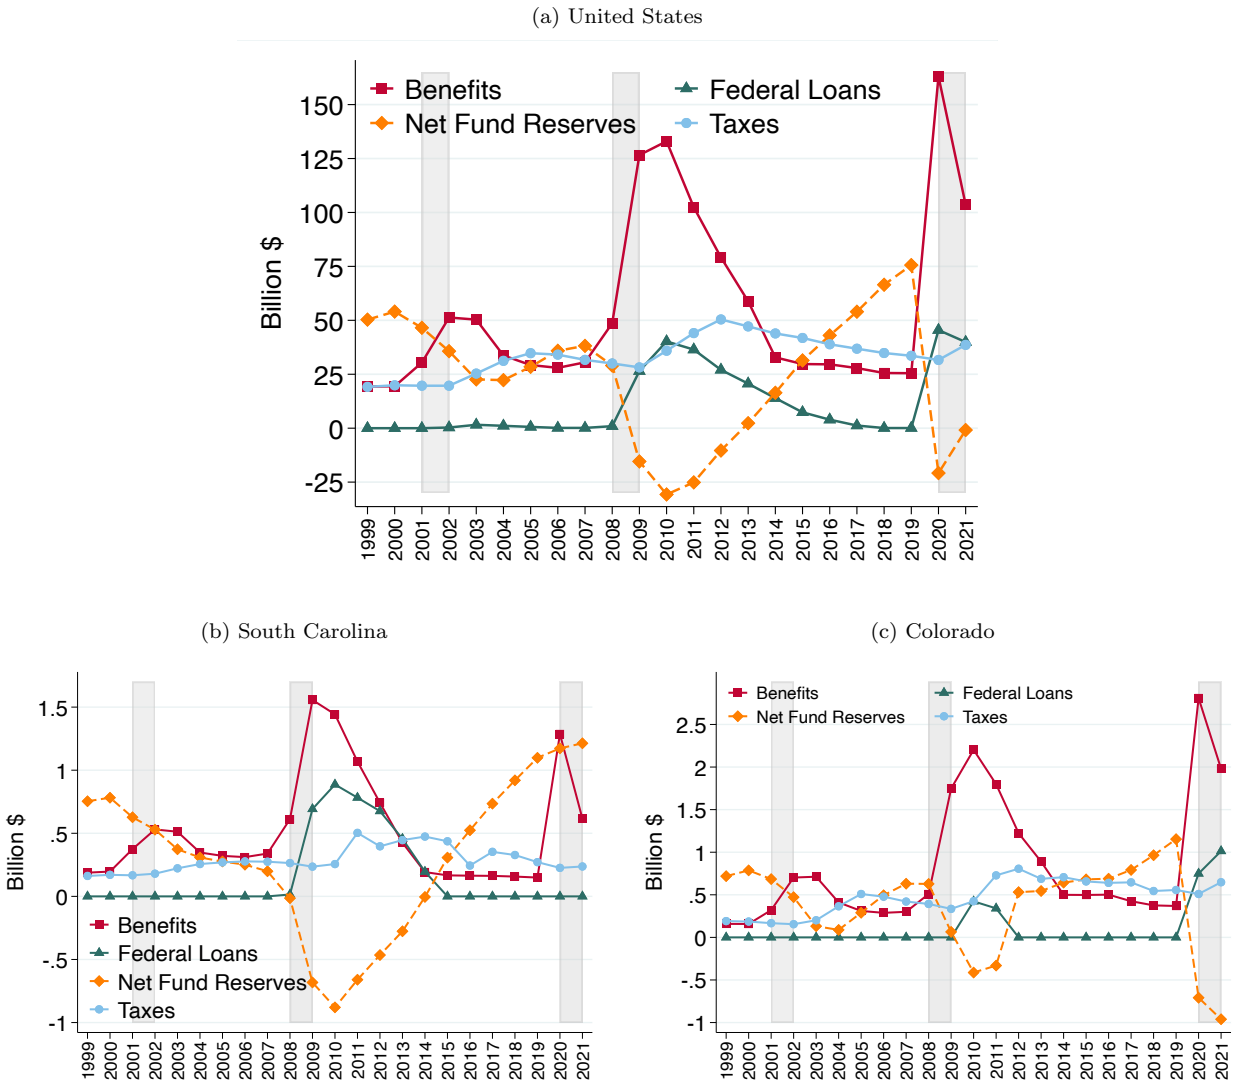 (a) United States
Benefits
Federal Loans
Net Fund Reserves
Taxes
Billion $
150
125
100
75
50
25
0
-25
1999 2000 2001 2002 2003 2004 2005 2006 2007 2008 2009 2010 2011 2012 2013 2014 2015 2016 2017 2018 2019 2020 2021
(b) South Carolina
Billion $
1.5
1
.5
0
-.5
-1
Benefits
Federal Loans
Net Fund Reserves
Taxes
1999 2000 2001 2002 2003 2004 2005 2006 2007 2008 2009 2010 2011 2012 2013 2014 2015 2016 2017 2018 2019 2020 2021
(c) Colorado
Benefits
Federal Loans
Net Fund Reserves
Taxes
Billion $
2.5
2
1.5
1
.5
0
-.5
-1
1999 2000 2001 2002 2003 2004 2005 2006 2007 2008 2009 2010 2011 2012 2013 2014 2015 2016 2017 2018 2019 2020 2021